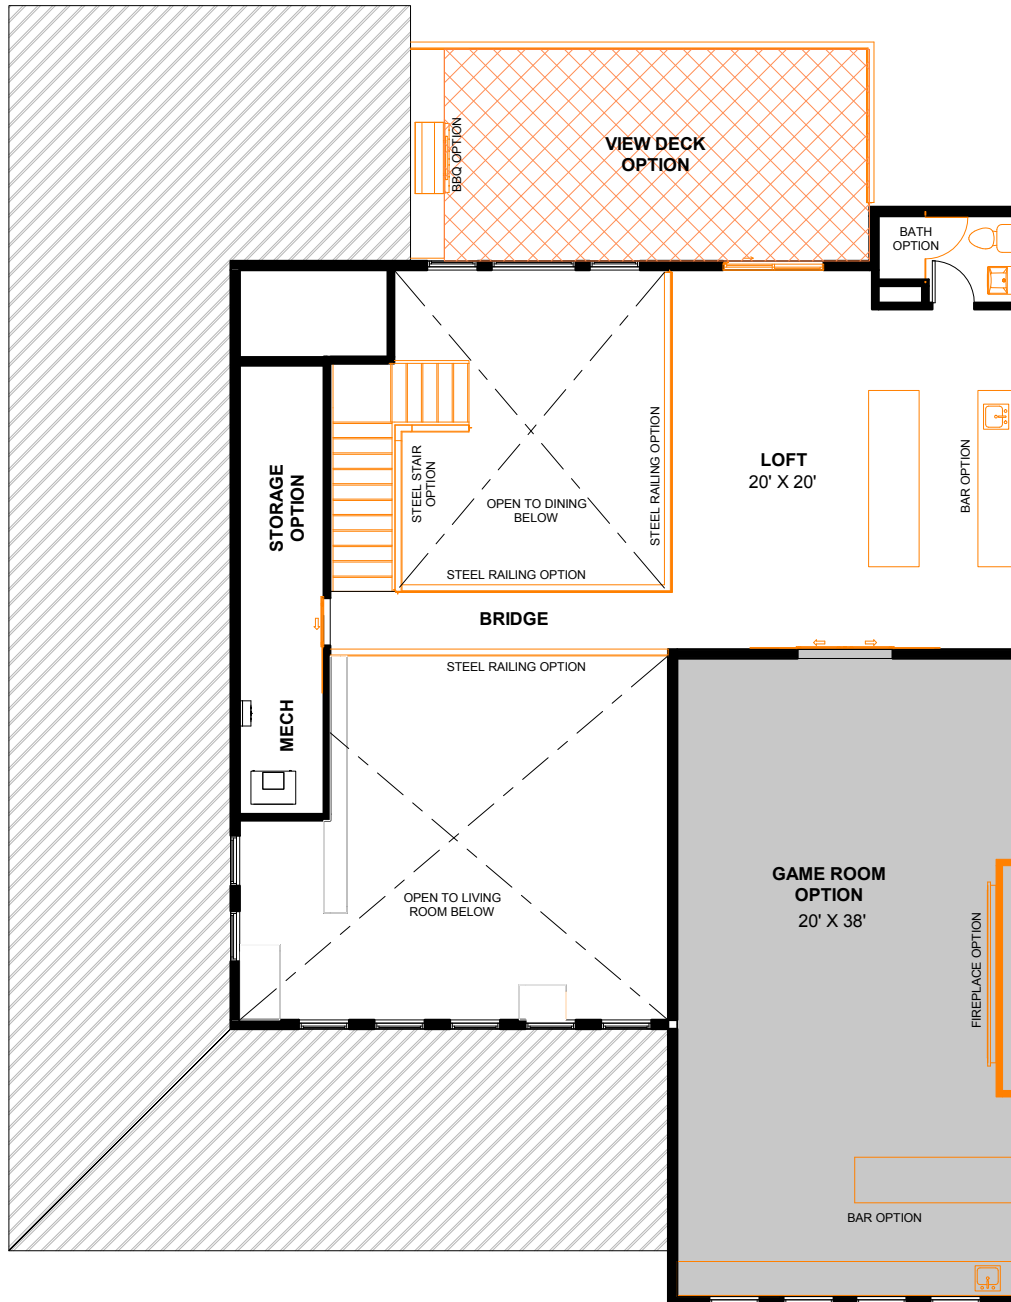 VIEW DECK
OPTION
BBQ OPTION
BATH
OPTION
STORAGE
OPTION
STEEL STAIR
OPTION
OPEN TO DINING
BELOW
STEEL RAILING OPTION
LOFT
20' X 20'
BAR OPTION
STEEL RAILING OPTION
BRIDGE
STEEL RAILING OPTION
MECH
OPEN TO LIVING
ROOM BELOW
GAME ROOM
OPTION
20' X 38'
FIREPLACE OPTION
BAR OPTION